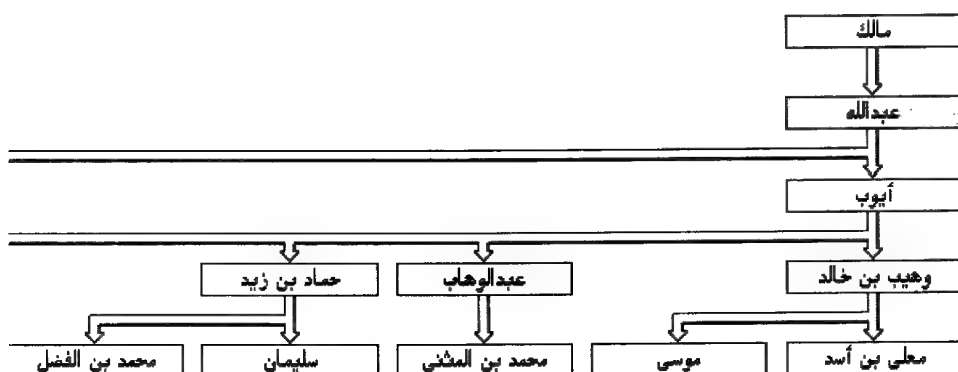 مالك
عبدالله
أيوب
وهيب بن خالد
عبدالوهاب
حماد بن زيد
معلى بن أسد
موسى
محمد بن المثنى
سليمان
محمد بن الفضل